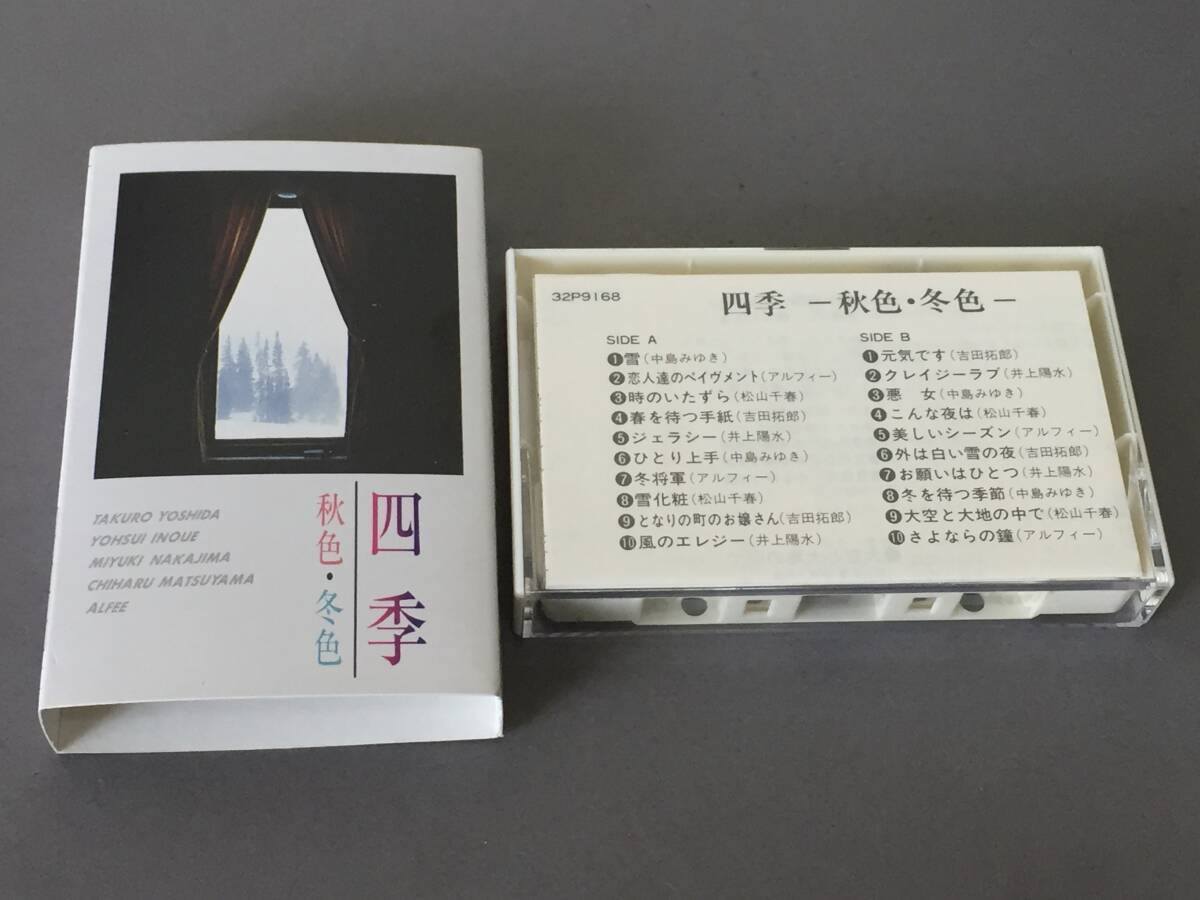 TAKURO YOSHIDA
YOHSUI INOUE
MIYUKI NAKAJIMA
CHIHARU MATSUYAMA
ALFEE
四季
秋色・冬色
32P9168
四季 −秋色・冬色−
SIDE A
❶雪(中島みゆき)
❷恋人達のペイヴメント(アルフィー)
❸時のいたずら(松山千春)
❹春を待つ手紙(吉田拓郎)
❺ジェラシー(井上陽水)
❻ひとり上手(中島みゆき)
❼冬将軍(アルフィー)
❽雪化粧(松山千春)
❾となりの町のお嬢さん(吉田拓郎)
❿風のエレジー(井上陽水)
SIDE B
❶元気です(吉田拓郎)
❷クレイジーラブ(井上陽水)
❸悪 女(中島みゆき)
❹こんな夜は(松山千春)
❺美しいシーズン(アルフィー)
❻外は白い雪の夜(吉田拓郎)
❼お願いはひとつ(井上陽水)
❽冬を待つ季節(中島みゆき)
❾大空と大地の中で(松山千春)
❿さよならの鐘(アルフィー)